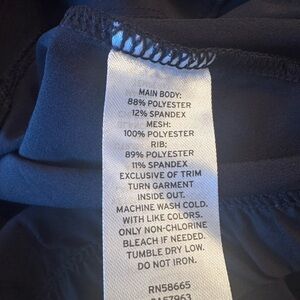 MAIN BODY:
88% POLYESTER
12% SPANDEX
MESH:
100% POLYESTER
RIB;
89% POLYESTER
11% SPANDEX
EXCLUSIVE OF TRIM
TURN GARMENT
INSIDE OUT.
MACHINE WASH COLD.
WITH LIKE COLORS.
ONLY NON-CHLORINE
BLEACH IF NEEDED.
TUMBLE DRY LOW.
DO NOT IRON.
RN58665